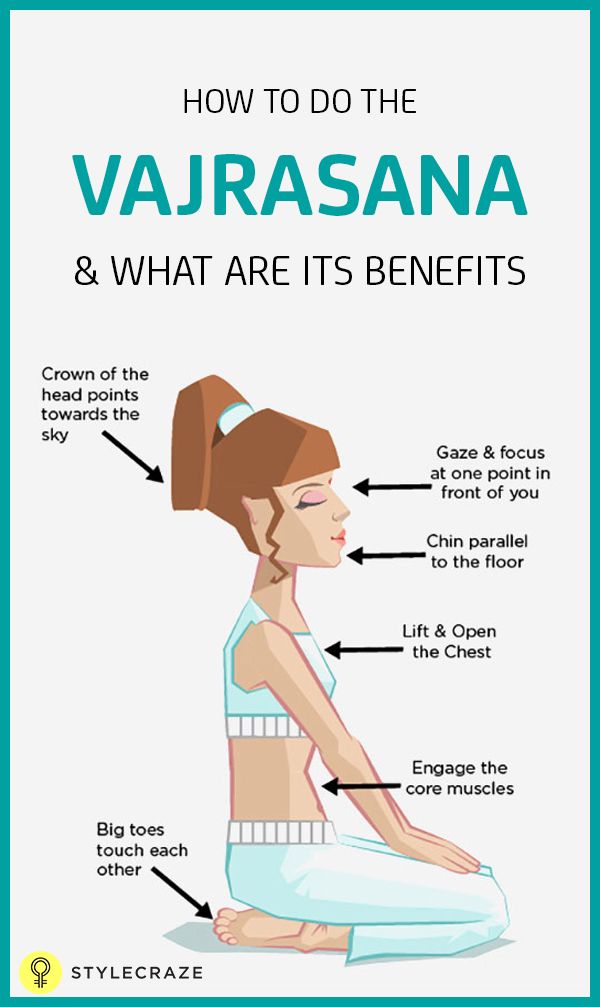 HOW TO DO THE
VAJRASANA
& WHAT ARE ITS BENEFITS
Crown of the
head points
towards the
sky
Gaze & focus
at one point in
front of you
Chin parallel
to the floor
Lift & Open
the Chest
Engage the
core muscles
Big toes
touch each
other
STYLECRAZE